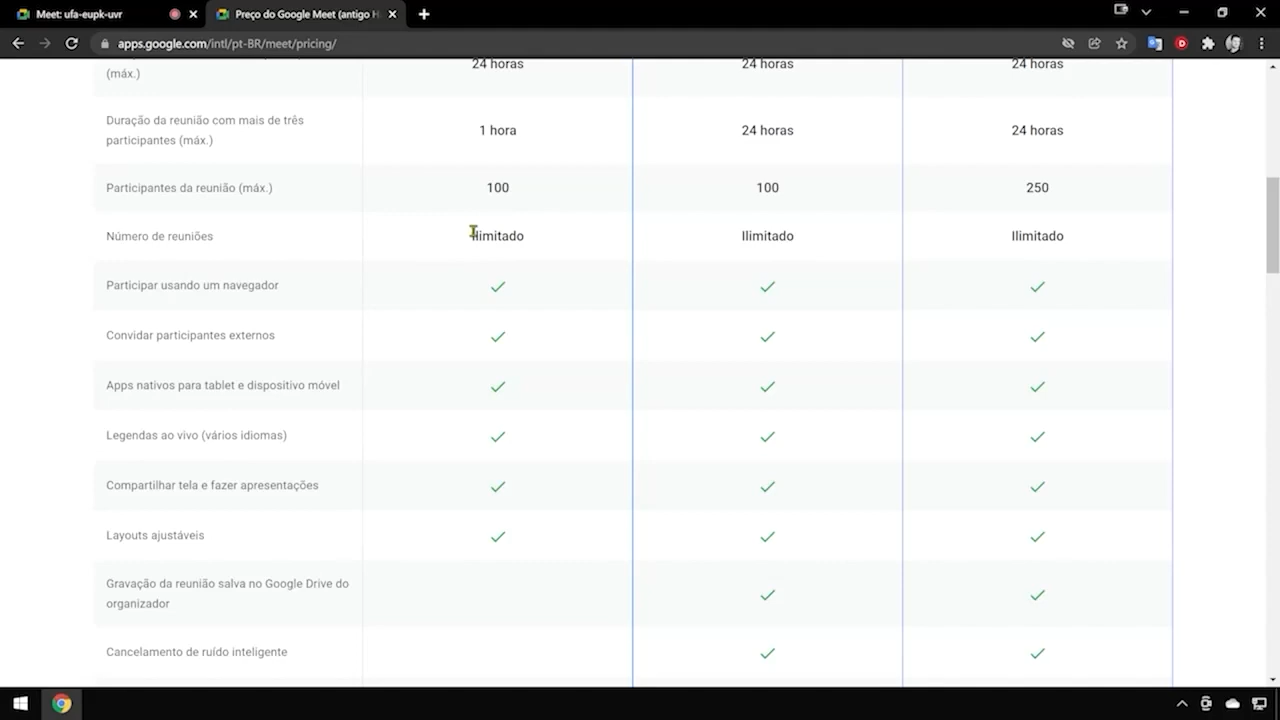 Meet: ufa-eupk-uvr
Preço do Google Meet (antigo H
apps.google.com/intl/pt-BR/meet/pricing/
(máx.)
24 horas
24 horas
24 horas
Duração da reunião com mais de três
participantes (máx.)
1 hora
24 horas
24 horas
Participantes da reunião (máx.)
100
100
250
Número de reuniões
Ilimitado
Ilimitado
Ilimitado
Participar usando um navegador
Convidar participantes externos
Apps nativos para tablet e dispositivo móvel
Legendas ao vivo (vários idiomas)
Compartilhar tela e fazer apresentações
Layouts ajustáveis
Gravação da reunião salva no Google Drive do
organizador
Cancelamento de ruído inteligente